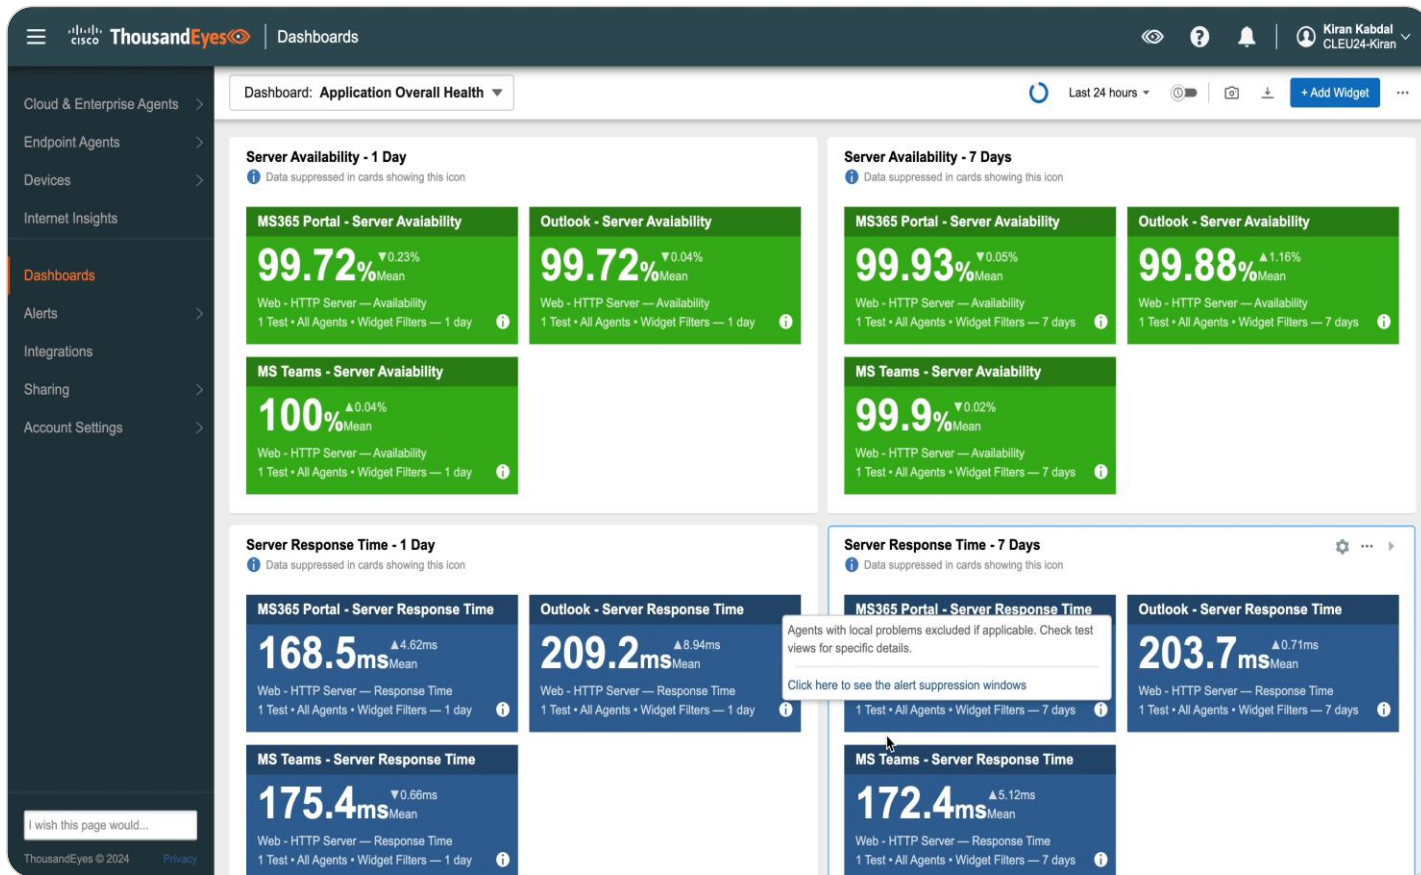 cisco ThousandEyes Dashboards
Kiran Kabdal
CLEU24-Kiran
Cloud & Enterprise Agents
Endpoint Agents
Devices
Internet Insights
Dashboards
Alerts
Integrations
Sharing
Account Settings
I wish this page would...
ThousandEyes © 2024 Privacy
Dashboard: Application Overall Health
Last 24 hours
+ Add Widget
Server Availability - 1 Day
Data suppressed in cards showing this icon
MS365 Portal - Server Avaiability
99.72% ▼0.23%
Mean
Web - HTTP Server — Availability
1 Test • All Agents • Widget Filters — 1 day
Outlook - Server Avaiability
99.72% ▼0.04%
Mean
Web - HTTP Server — Availability
1 Test • All Agents • Widget Filters — 1 day
MS Teams - Server Avaiability
100% ▲0.04%
Mean
Web - HTTP Server — Availability
1 Test • All Agents • Widget Filters — 1 day
Server Availability - 7 Days
Data suppressed in cards showing this icon
MS365 Portal - Server Avaiability
99.93% ▼0.05%
Mean
Web - HTTP Server — Availability
1 Test • All Agents • Widget Filters — 7 days
Outlook - Server Avaiability
99.88% ▲1.16%
Mean
Web - HTTP Server — Availability
1 Test • All Agents • Widget Filters — 7 days
MS Teams - Server Avaiability
99.9% ▼0.02%
Mean
Web - HTTP Server — Availability
1 Test • All Agents • Widget Filters — 7 days
Server Response Time - 1 Day
Data suppressed in cards showing this icon
MS365 Portal - Server Response Time
168.5ms ▲4.62ms
Mean
Web - HTTP Server — Response Time
1 Test • All Agents • Widget Filters — 1 day
Outlook - Server Response Time
209.2ms ▲8.94ms
Mean
Web - HTTP Server — Response Time
1 Test • All Agents • Widget Filters — 1 day
MS Teams - Server Response Time
175.4ms ▼0.66ms
Mean
Web - HTTP Server — Response Time
1 Test • All Agents • Widget Filters — 1 day
Server Response Time - 7 Days
Data suppressed in cards showing this icon
MS365 Portal - Server Response Time
Agents with local problems excluded if applicable. Check test
views for specific details.
Click here to see the alert suppression windows
1 Test • All Agents • Widget Filters — 7 days
Outlook - Server Response Time
203.7ms ▲0.71ms
Mean
Web - HTTP Server — Response Time
1 Test • All Agents • Widget Filters — 7 days
MS Teams - Server Response Time
172.4ms ▲5.12ms
Mean
Web - HTTP Server — Response Time
1 Test • All Agents • Widget Filters — 7 days